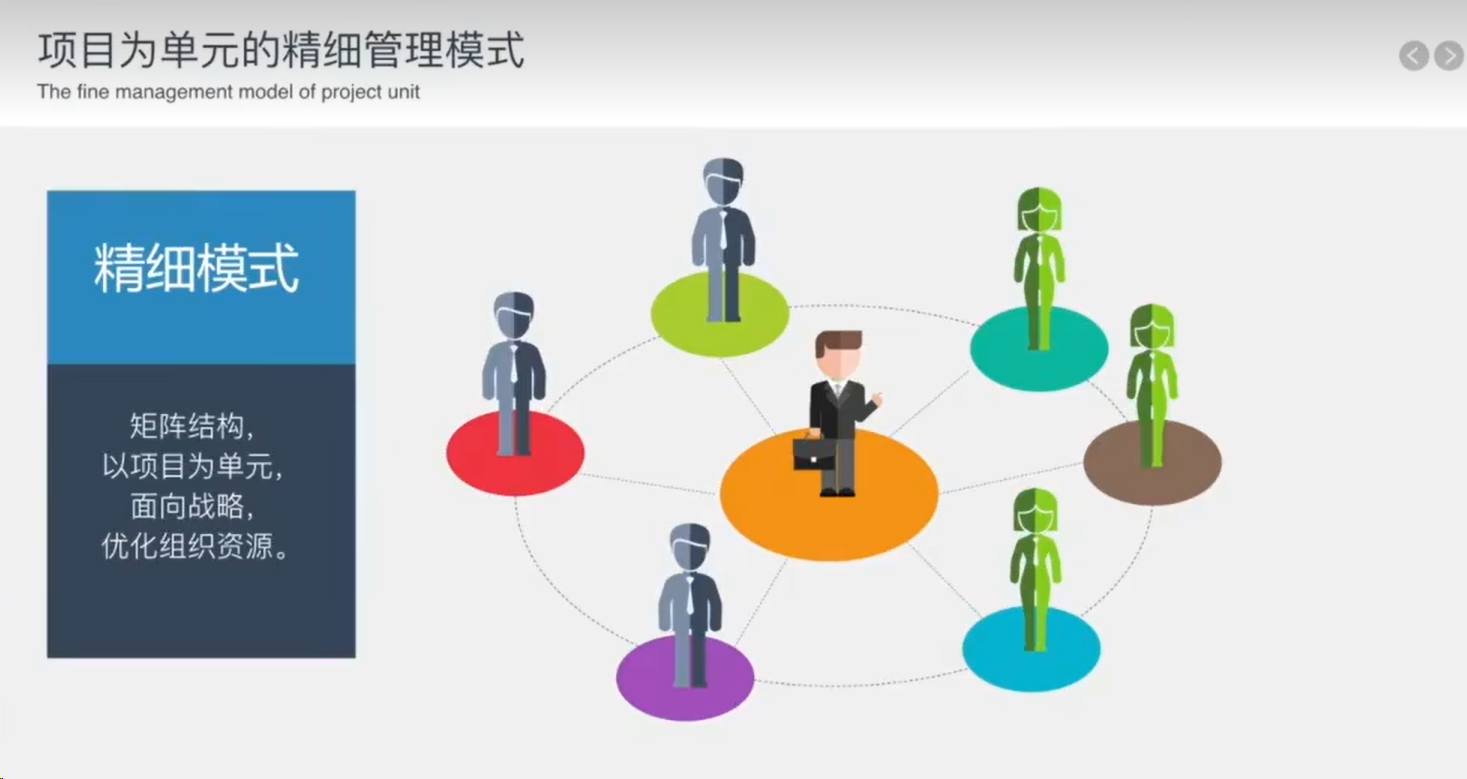 项目为单元的精细管理模式
The fine management model of project unit
精细模式
矩阵结构，
以项目为单元，
面向战略，
优化组织资源。